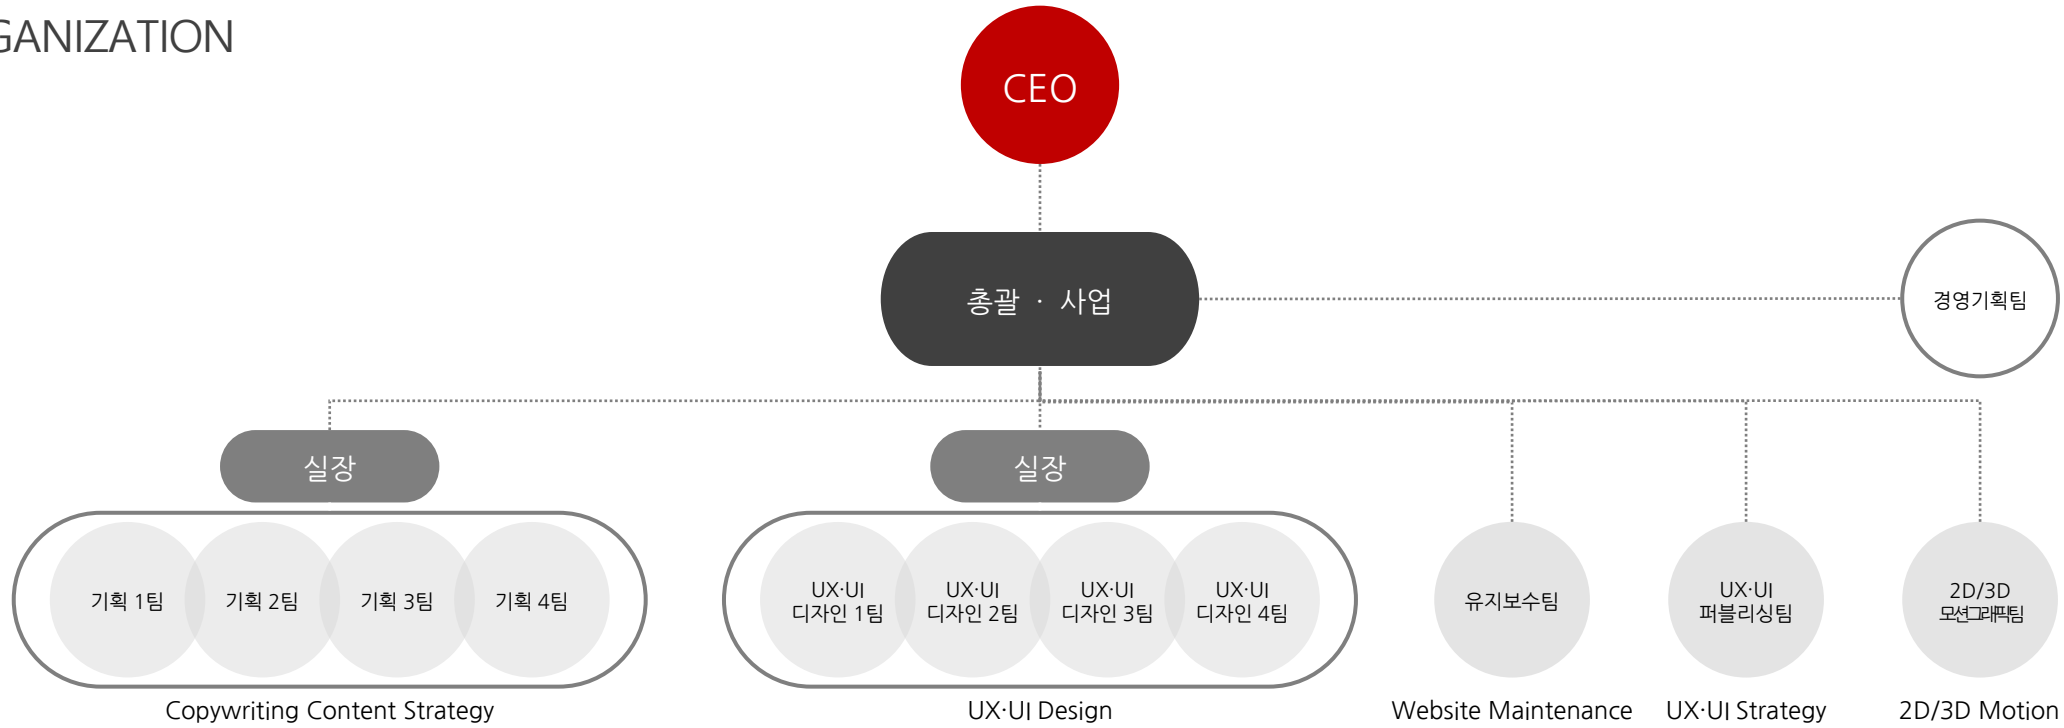 GANIZATION
CEO
총괄 · 사업
경영기획팀
실장
실장
기획 1팀
기획 2팀
기획 3팀
기획 4팀
UX·UI
디자인 1팀
UX·UI
디자인 2팀
UX·UI
디자인 3팀
UX·UI
디자인 4팀
유지보수팀
UX·UI
퍼블리싱팀
2D/3D
모션그래픽팀
Copywriting Content Strategy
UX·UI Design
Website Maintenance
UX·UI Strategy
2D/3D Motion